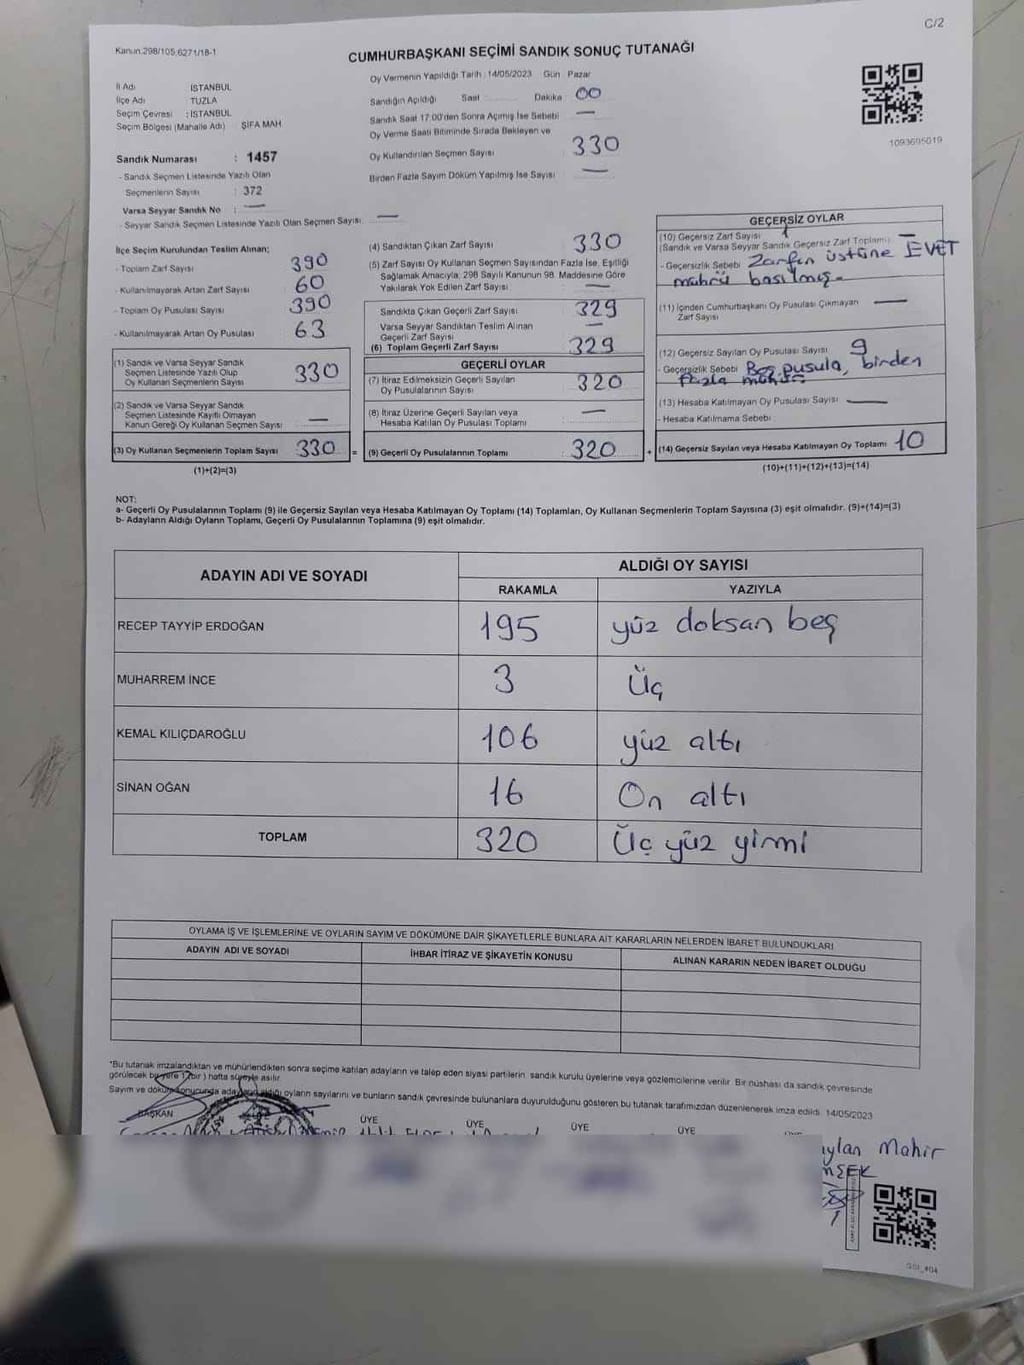 C/2
Kanun:298/105,6271/18-1
CUMHURBAŞKANI SEÇİMİ SANDIK SONUÇ TUTANAĞI
İl Adı : İSTANBUL
İlçe Adı : TUZLA
Seçim Çevresi : İSTANBUL
Seçim Bölgesi (Mahalle Adı) : ŞİFA MAH
Sandık Numarası : 1457
- Sandık Seçmen Listesinde Yazılı Olan
Seçmenlerin Sayısı : 372
Varsa Seyyar Sandık No : —
- Seyyar Sandık Seçmen Listesinde Yazılı Olan Seçmen Sayısı : —
Oy Vermenin Yapıldığı Tarih : 14/05/2023 Gün : Pazar
Sandığın Açıldığı Saat Dakika 00
Sandık Saat 17:00'den Sonra Açılmış İse Sebebi —
Oy Verme Saati Bitiminde Sırada Bekleyen ve
Oy Kullandırılan Seçmen Sayısı 330
Birden Fazla Sayım Döküm Yapılmış İse Sayısı —
1093695019
İlçe Seçim Kurulundan Teslim Alınan;
- Toplam Zarf Sayısı 390
- Kullanılmayarak Artan Zarf Sayısı 60
- Toplam Oy Pusulası Sayısı 390
- Kullanılmayarak Artan Oy Pusulası 63
(1) Sandık ve Varsa Seyyar Sandık
Seçmen Listesinde Yazılı Olup
Oy Kullanan Seçmenlerin Sayısı 330
(2) Sandık ve Varsa Seyyar Sandık
Seçmen Listesinde Kayıtlı Olmayan
Kanun Gereği Oy Kullanan Seçmen Sayısı —
(3) Oy Kullanan Seçmenlerin Toplam Sayısı 330 =
(1)+(2)=(3)
(4) Sandıktan Çıkan Zarf Sayısı 330
(5) Zarf Sayısı Oy Kullanan Seçmen Sayısından Fazla İse, Eşitliği
Sağlamak Amacıyla; 298 Sayılı Kanunun 98. Maddesine Göre
Yakılarak Yok Edilen Zarf Sayısı —
Sandıkta Çıkan Geçerli Zarf Sayısı 329
Varsa Seyyar Sandıktan Teslim Alınan
Geçerli Zarf Sayısı —
(6) Toplam Geçerli Zarf Sayısı 329
GEÇERLİ OYLAR
(7) İtiraz Edilmeksizin Geçerli Sayılan
Oy Pusulalarının Sayısı 320
(8) İtiraz Üzerine Geçerli Sayılan veya
Hesaba Katılan Oy Pusulası Toplamı —
(9) Geçerli Oy Pusulalarının Toplamı 320 +
GEÇERSİZ OYLAR
(10) Geçersiz Zarf Sayısı 1
(Sandık ve Varsa Seyyar Sandık Geçersiz Zarf Toplamı) —
- Geçersizlik Sebebi Zarfın üstüne EVET
mührü basılmış.
(11) İçinden Cumhurbaşkanı Oy Pusulası Çıkmayan
Zarf Sayısı —
(12) Geçersiz Sayılan Oy Pusulası Sayısı 9
- Geçersizlik Sebebi Boş pusula, birden
fazla mühür
(13) Hesaba Katılmayan Oy Pusulası Sayısı —
- Hesaba Katılmama Sebebi
(14) Geçersiz Sayılan veya Hesaba Katılmayan Oy Toplamı 10
(10)+(11)+(12)+(13)=(14)
NOT:
a- Geçerli Oy Pusulalarının Toplamı (9) ile Geçersiz Sayılan veya Hesaba Katılmayan Oy Toplamı (14) Toplamları, Oy Kullanan Seçmenlerin Toplam Sayısına (3) eşit olmalıdır. (9)+(14)=(3)
b- Adayların Aldığı Oyların Toplamı, Geçerli Oy Pusulalarının Toplamına (9) eşit olmalıdır.
ADAYIN ADI VE SOYADI
ALDIĞI OY SAYISI
RAKAMLA YAZIYLA
RECEP TAYYİP ERDOĞAN 195 yüz doksan beş
MUHARREM İNCE 3 Üç
KEMAL KILIÇDAROĞLU 106 yüz altı
SİNAN OĞAN 16 On altı
TOPLAM 320 Üç yüz yirmi
OYLAMA İŞ VE İŞLEMLERİNE VE OYLARIN SAYIM VE DÖKÜMÜNE DAİR ŞİKAYETLERLE BUNLARA AİT KARARLARIN NELERDEN İBARET BULUNDUKLARI
ADAYIN ADI VE SOYADI
İHBAR İTİRAZ VE ŞİKAYETİN KONUSU
ALINAN KARARIN NEDEN İBARET OLDUĞU
*Bu tutanak imzalandıktan ve mühürlendikten sonra seçime katılan adayların ve talep eden siyasi partilerin, sandık kurulu üyelerine veya gözlemcilerine verilir. Bir nüshası da sandık çevresinde
görülecek bir yere 1 (bir) hafta süreyle asılır.
Sayım ve döküm sonucunda adayların aldığı oyların sayılarını ve bunların sandık çevresinde bulunanlara duyurulduğunu gösteren bu tutanak tarafımızdan düzenlenerek imza edildi. 14/05/2023
BAŞKAN
ÜYE ÜYE ÜYE ÜYE
Mahir